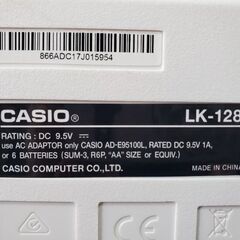 866ADC17J015954
CASIO
LK-128
RATING : DC 9.5V ⎓
use AC ADAPTOR only CASIO AD-E95100L, RATED DC 9.5V 1A,
or 6 BATTERIES (SUM-3, R6P, "AA" SIZE or EQUIV.)
CASIO COMPUTER CO.,LTD.
MADE IN CHINA